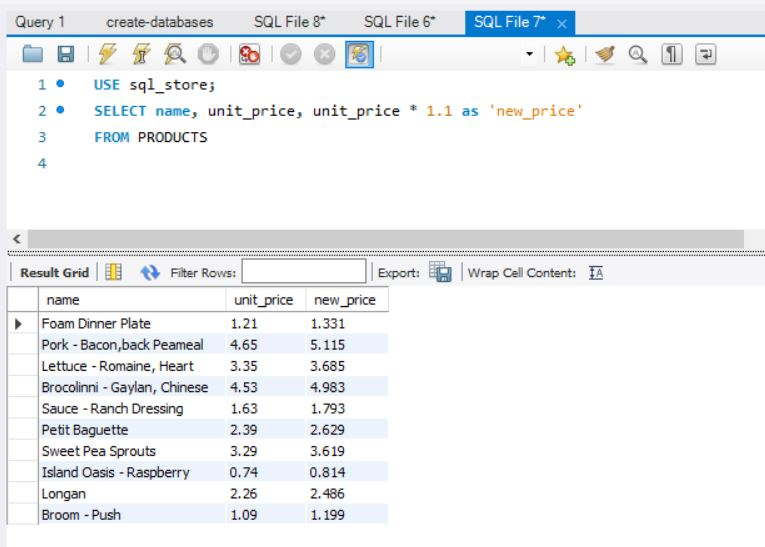 Query 1 create-databases SQL File 8* SQL File 6* SQL File 7* ×
1 USE sql_store;
2 SELECT name, unit_price, unit_price * 1.1 as 'new_price'
3 FROM PRODUCTS
4
Result Grid Filter Rows: Export: Wrap Cell Content: IA
name unit_price new_price
Foam Dinner Plate 1.21 1.331
Pork - Bacon,back Peameal 4.65 5.115
Lettuce - Romaine, Heart 3.35 3.685
Brocolinni - Gaylan, Chinese 4.53 4.983
Sauce - Ranch Dressing 1.63 1.793
Petit Baguette 2.39 2.629
Sweet Pea Sprouts 3.29 3.619
Island Oasis - Raspberry 0.74 0.814
Longan 2.26 2.486
Broom - Push 1.09 1.199